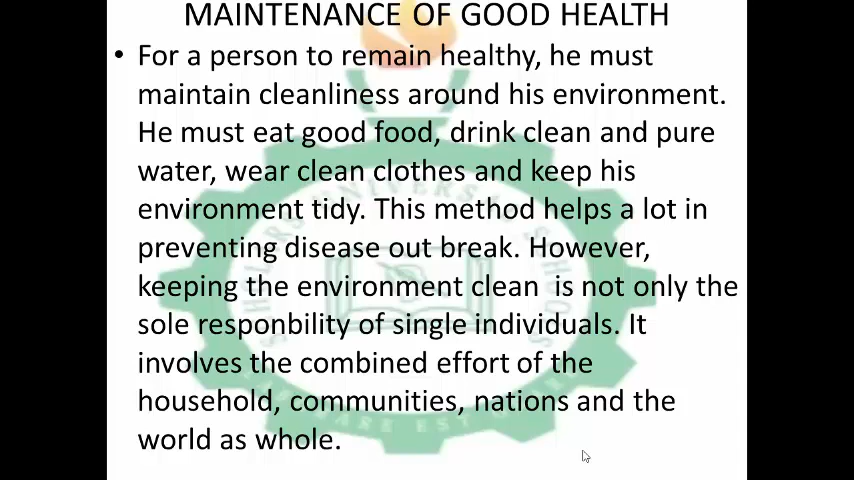 MAINTENANCE OF GOOD HEALTH
• For a person to remain healthy, he must
maintain cleanliness around his environment.
He must eat good food, drink clean and pure
water, wear clean clothes and keep his
environment tidy. This method helps a lot in
preventing disease out break. However,
keeping the environment clean  is not only the
sole responbility of single individuals. It
involves the combined effort of the
household, communities, nations and the
world as whole.